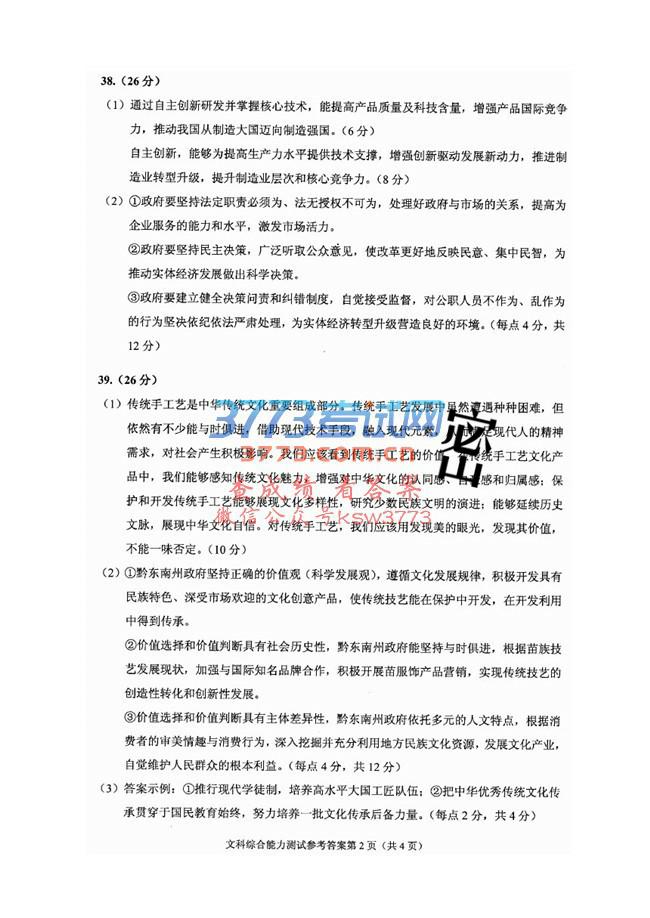 38.（26 分）
（1）通过自主创新研发并掌握核心技术，能提高产品质量及科技含量，增强产品国际竞争
力，推动我国从制造大国迈向制造强国。（6 分）
自主创新，能够为提高生产力水平提供技术支撑，增强创新驱动发展新动力，推进制
造业转型升级，提升制造业层次和核心竞争力。（8 分）
（2）①政府要坚持法定职责必须为、法无授权不可为，处理好政府与市场的关系，提高为
企业服务的能力和水平，激发市场活力。
②政府要坚持民主决策，广泛听取公众意见，使改革更好地反映民意、集中民智，为
推动实体经济发展做出科学决策。
③政府要建立健全决策问责和纠错制度，自觉接受监督，对公职人员不作为、乱作为
的行为坚决依纪依法严肃处理，为实体经济转型升级营造良好的环境。（每点 4 分，共
12 分）
39.（26 分）
（1）传统手工艺是中华传统文化重要组成部分。传统手工艺发展中虽然遭遇种种困难，但
依然有不少能与时俱进，借助现代技术手段，融入现代元素，满足现代人的精神
需求，对社会产生积极影响。我们应该看到传统手工艺的价值，在传统手工艺文化产
品中，我们能够感知传统文化魅力，增强对中华文化的认同感、自豪感和归属感；保
护和开发传统手工艺能够展现文化多样性，研究少数民族文明的演进；能够延续历史
文脉，展现中华文化自信。对传统手工艺，我们应该用发现美的眼光，发现其价值，
不能一味否定。（10 分）
3773考试网
3773.com.cn
查成绩 看答案
微信公众号ksw3773
密
（2）①黔东南州政府坚持正确的价值观（科学发展观），遵循文化发展规律，积极开发具有
民族特色、深受市场欢迎的文化创意产品，使传统技艺能在保护中开发，在开发利用
中得到传承。
②价值选择和价值判断具有社会历史性，黔东南州政府能坚持与时俱进，根据苗族技
艺发展现状，加强与国际知名品牌合作，积极开展苗服饰产品营销，实现传统技艺的
创造性转化和创新性发展。
③价值选择和价值判断具有主体差异性，黔东南州政府依托多元的人文特点，根据消
费者的审美情趣与消费行为，深入挖掘并充分利用地方民族文化资源，发展文化产业，
自觉维护人民群众的根本利益。（每点 4 分，共 12 分）
（3）答案示例：①推行现代学徒制，培养高水平大国工匠队伍；②把中华优秀传统文化传
承贯穿于国民教育始终，努力培养一批文化传承后备力量。（每点 2 分，共 4 分）
文科综合能力测试参考答案第 2 页（共 4 页）